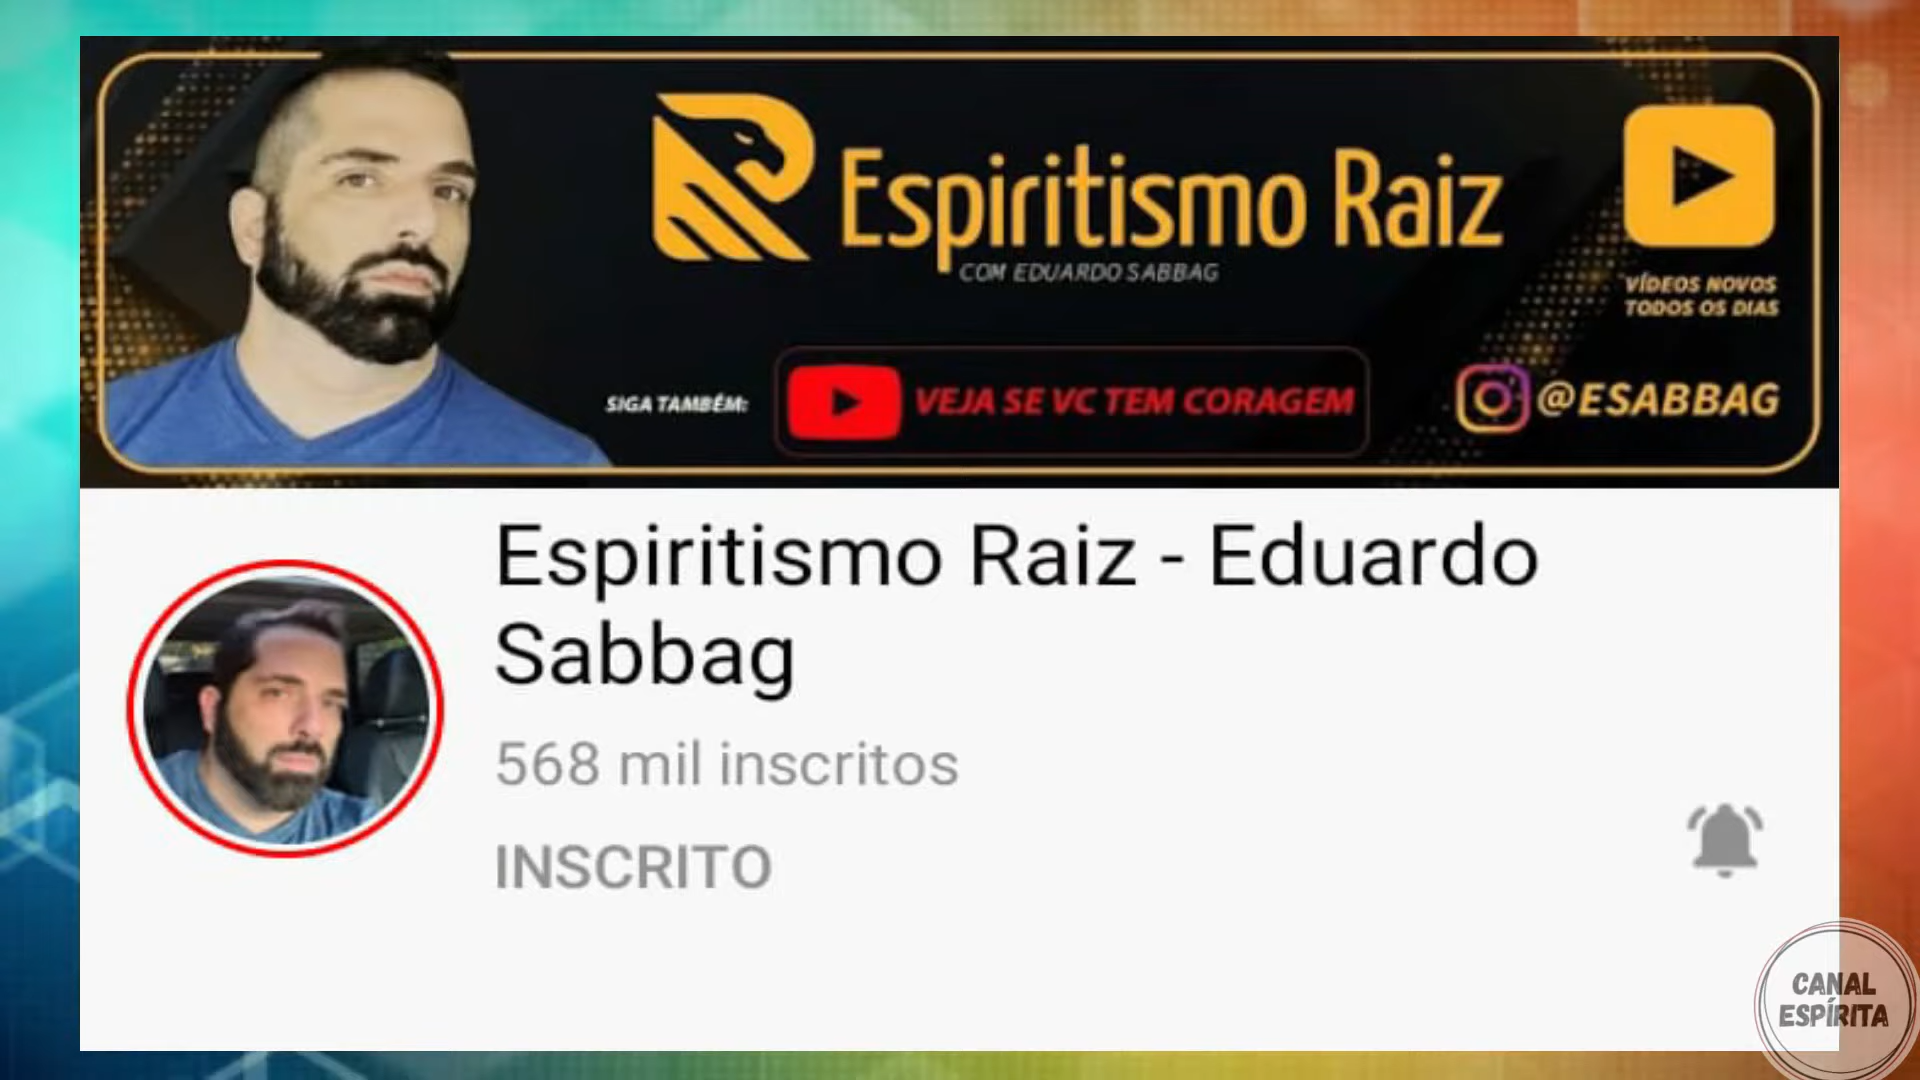 Espiritismo Raiz
COM EDUARDO SABBAG
VÍDEOS NOVOS
TODOS OS DIAS
SIGA TAMBÉM:
VEJA SE VC TEM CORAGEM
@ESABBAG
Espiritismo Raiz - Eduardo
Sabbag
568 mil inscritos
INSCRITO
CANAL
ESPÍRITA